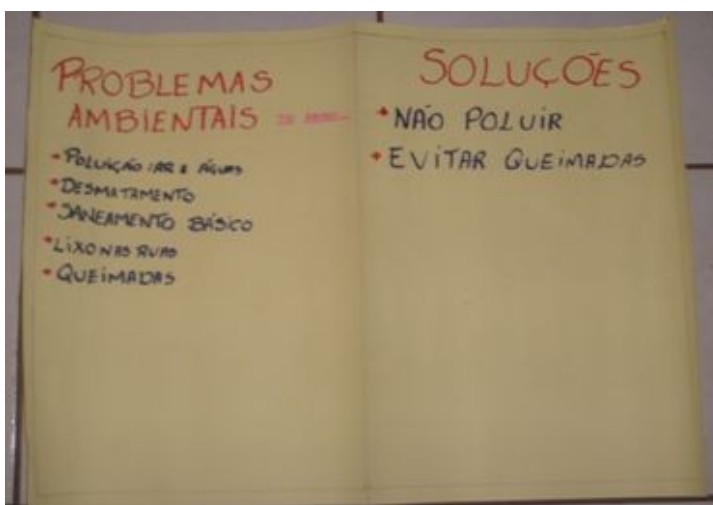 PROBLEMAS
AMBIENTAIS
• POLUIÇÃO: AR E ÁGUAS
• DESMATAMENTO
• SANEAMENTO BÁSICO
• LIXO NAS RUAS
• QUEIMADAS
SOLUÇÕES
• NÃO POLUIR
• EVITAR QUEIMADAS